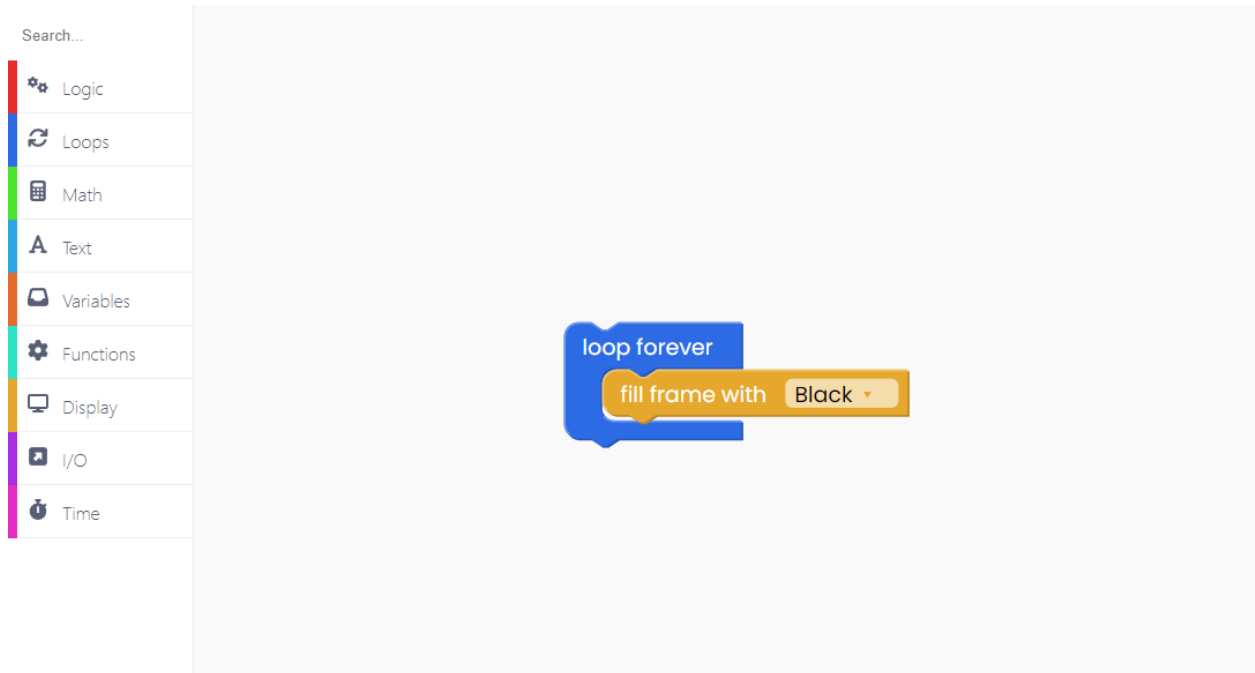 Search...
Logic
Loops
Math
Text
Variables
Functions
Display
I/O
Time
loop forever
fill frame with Black